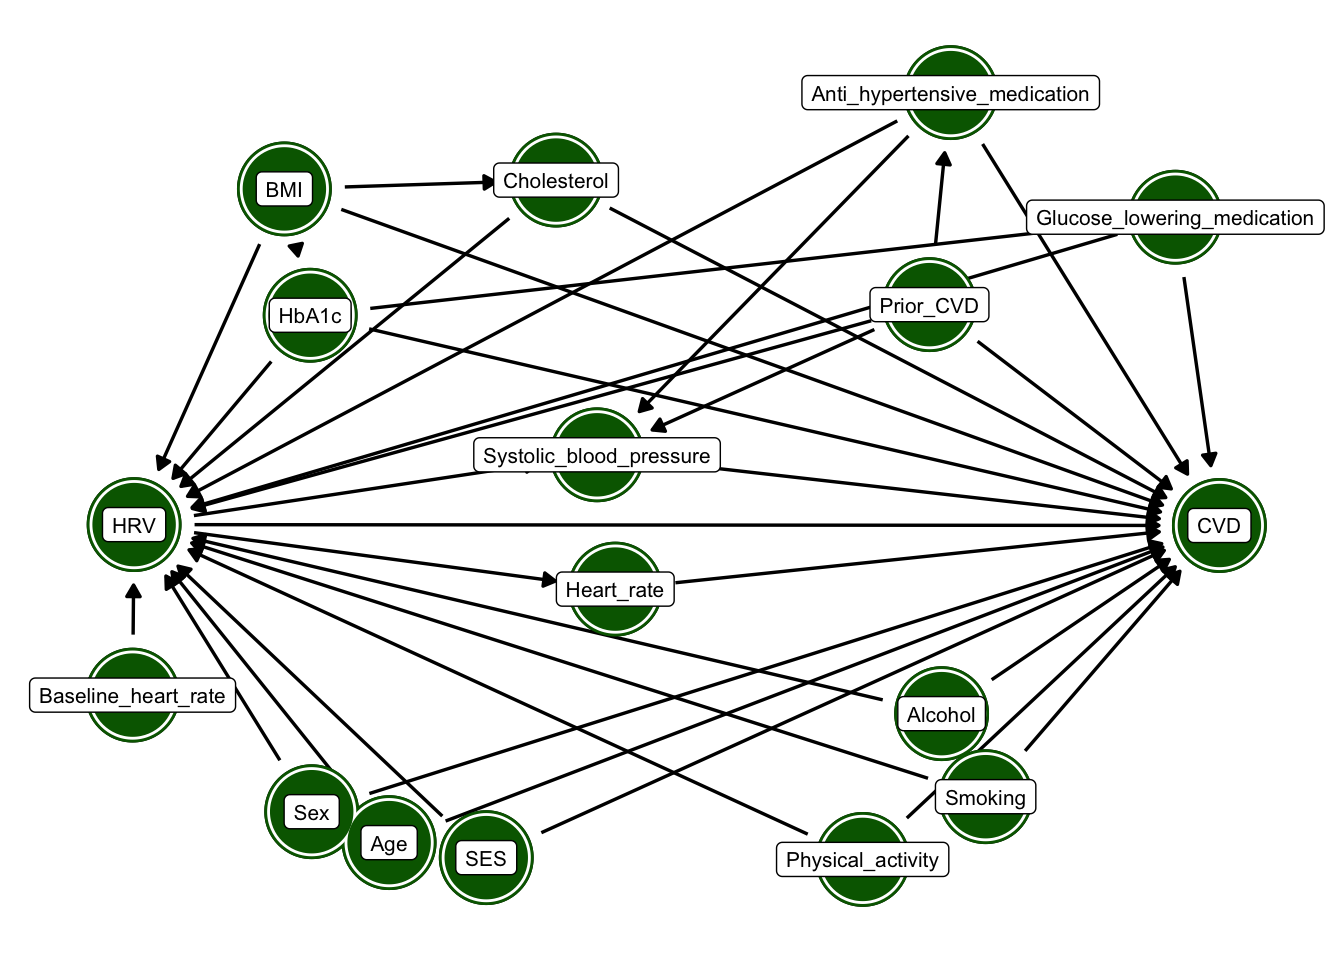 Anti_hypertensive_medication
Cholesterol
BMI
Glucose_lowering_medication
Prior_CVD
HbA1c
Systolic_blood_pressure
HRV
CVD
Heart_rate
Baseline_heart_rate
Alcohol
Smoking
Sex
Age
SES
Physical_activity